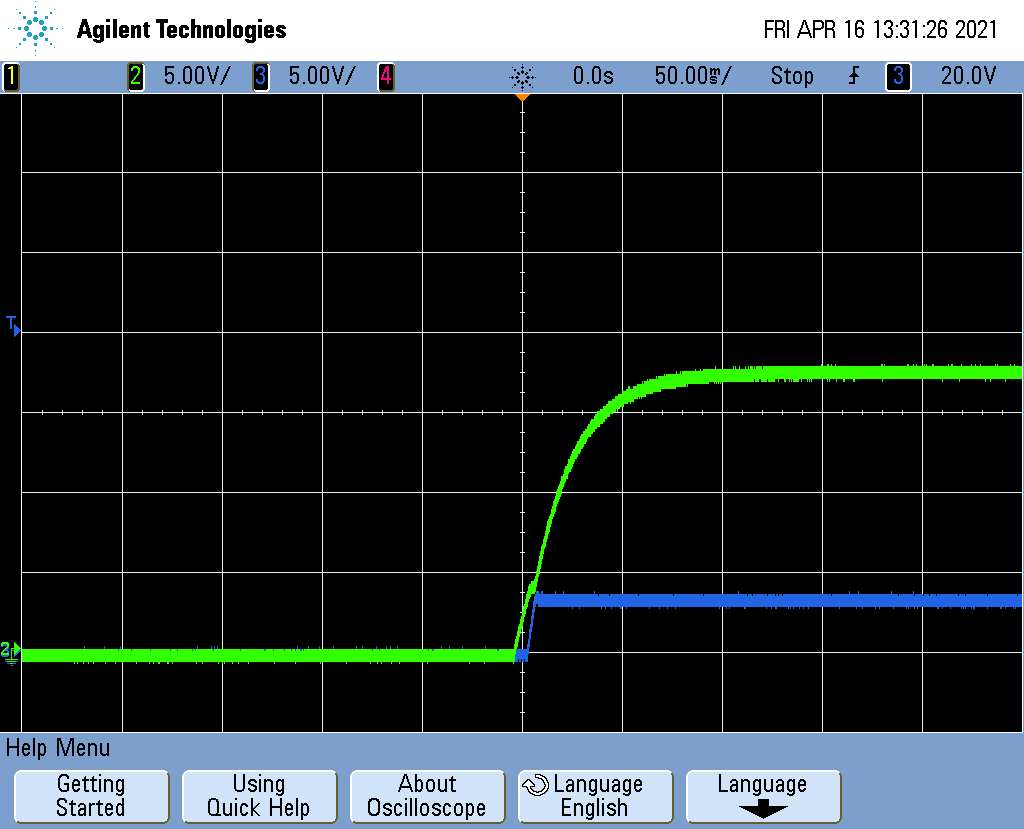 Agilent Technologies
FRI APR 16 13:31:26 2021
1 2 5.00V/ 3 5.00V/ 4 0.0s 50.00ms/ Stop 3 20.0V
T
2
Help Menu
Getting Started
Using Quick Help
About Oscilloscope
Language English
Language